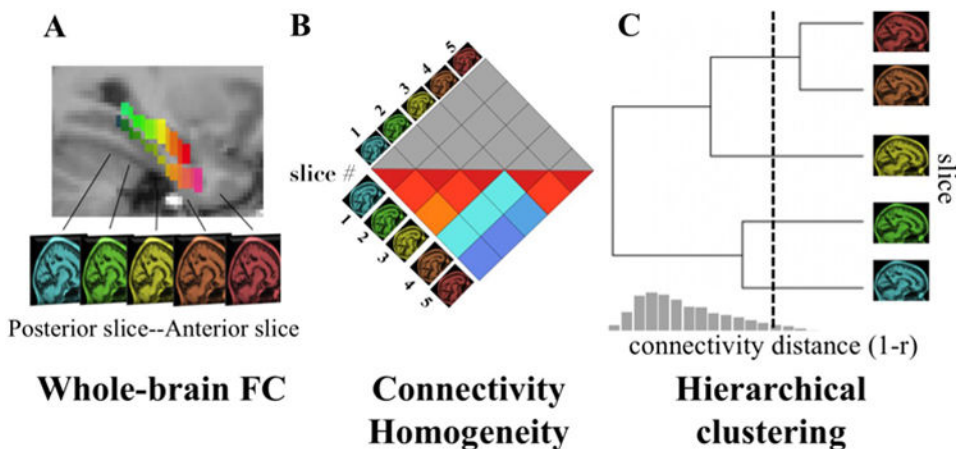 A
Posterior slice--Anterior slice
Whole-brain FC
B
1
2
3
4
5
slice #
1
2
3
4
5
Connectivity
Homogeneity
C
slice
connectivity distance (1-r)
Hierarchical
clustering